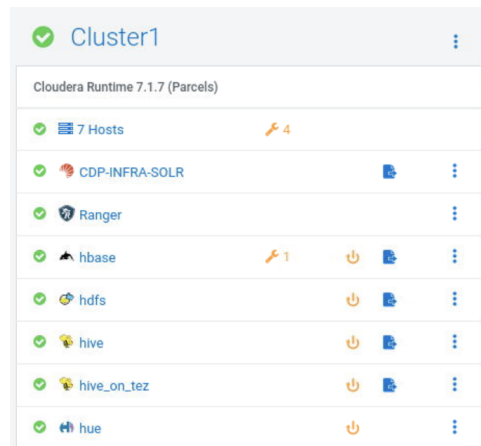 Cluster1
Cloudera Runtime 7.1.7 (Parcels)
7 Hosts 4
CDP-INFRA-SOLR
Ranger
hbase 1
hdfs
hive
hive_on_tez
hue